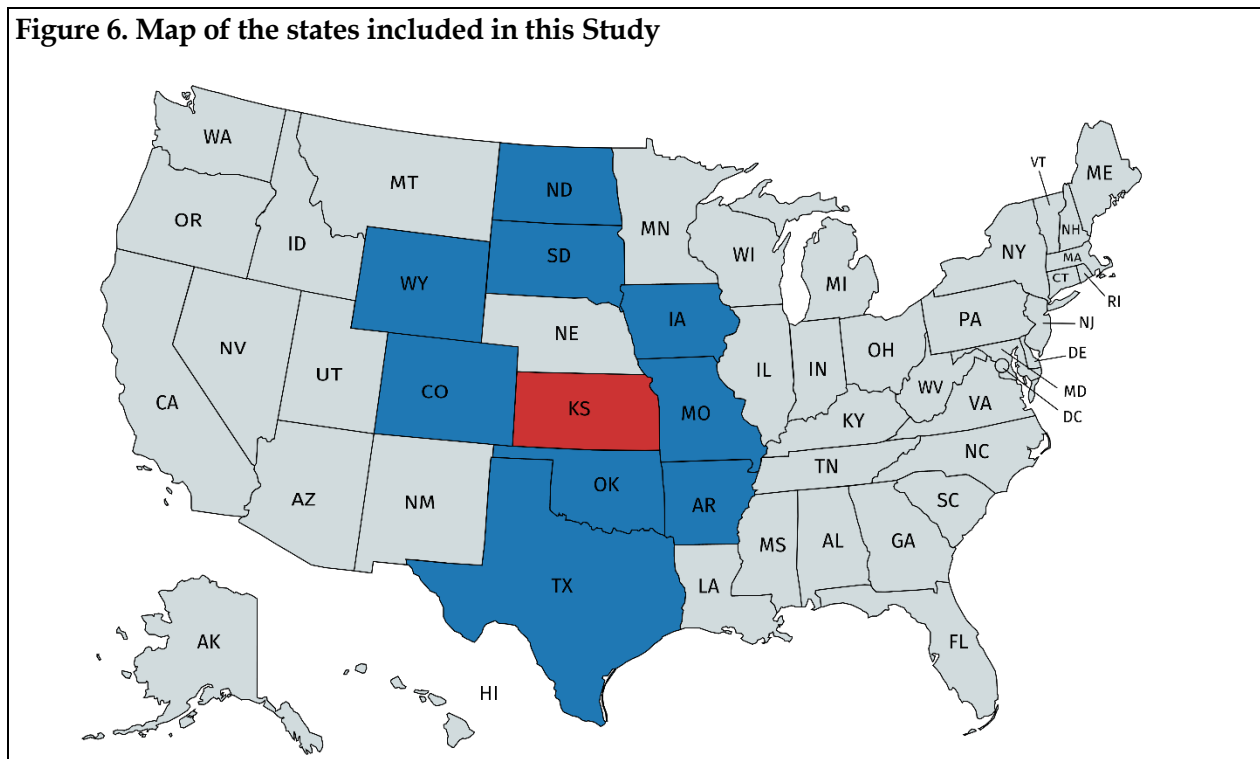 Figure 6. Map of the states included in this Study
WA
MT
ND
MN
VT
ME
OR
ID
SD
WI
NH
NY
MA
WY
MI
CT
RI
IA
PA
NJ
NE
NV
OH
DE
UT
IL
IN
CO
WV
MD
CA
KS
MO
VA
DC
KY
NC
TN
OK
AZ
NM
AR
SC
MS
AL
GA
TX
LA
AK
FL
HI